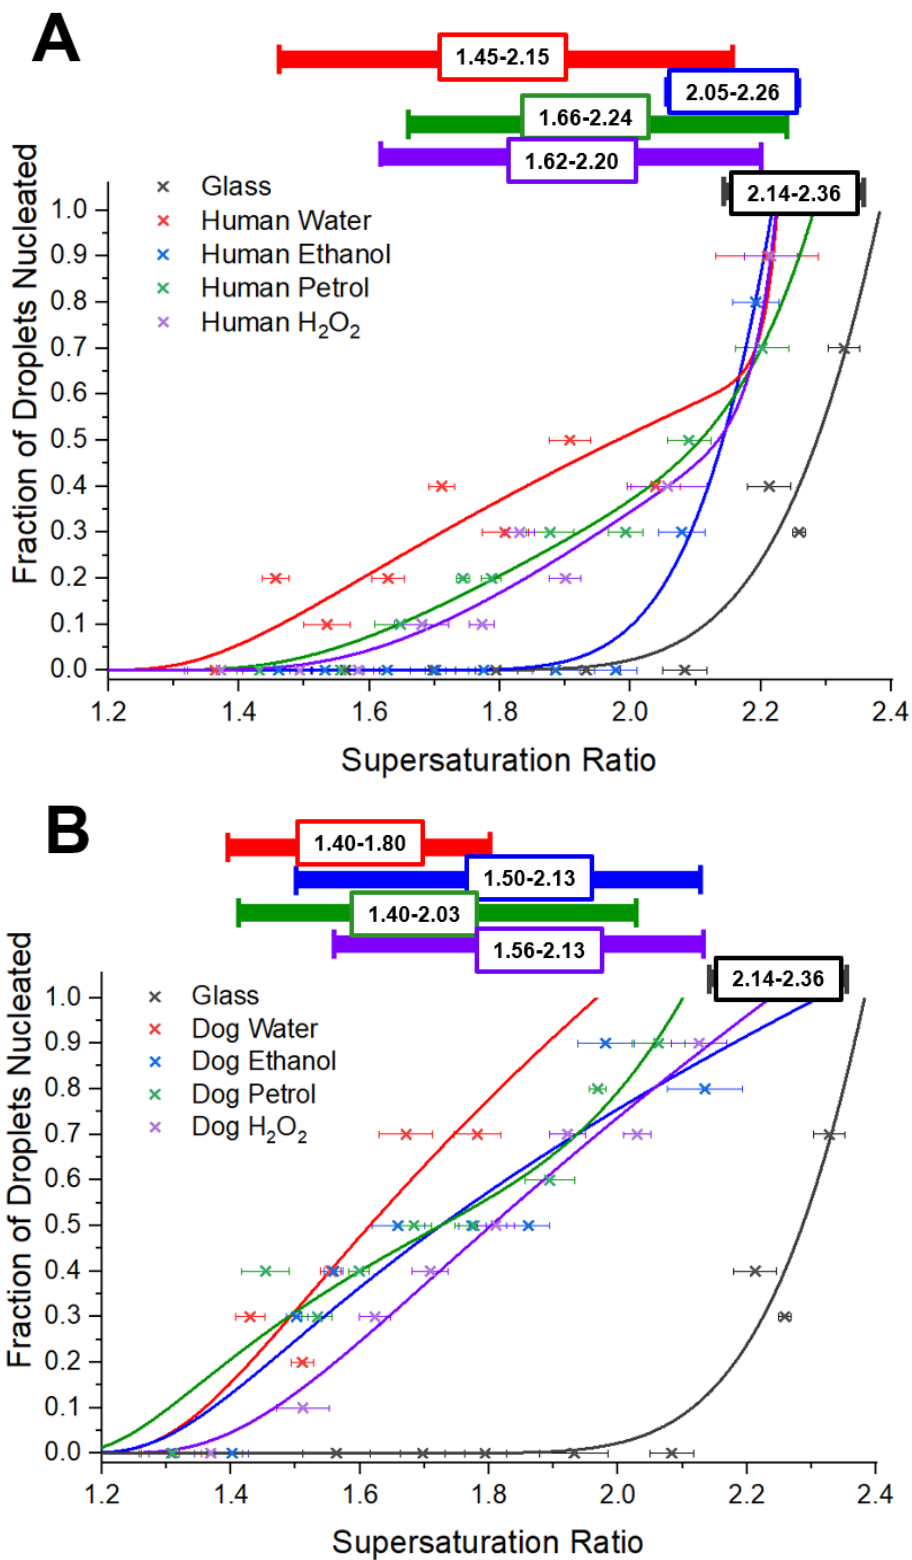 A
1.45-2.15
2.05-2.26
1.66-2.24
1.62-2.20
2.14-2.36
Glass
Human Water
Human Ethanol
Human Petrol
Human H₂O₂
Fraction of Droplets Nucleated
1.0
0.9
0.8
0.7
0.6
0.5
0.4
0.3
0.2
0.1
0.0
1.2 1.4 1.6 1.8 2.0 2.2 2.4
Supersaturation Ratio
B
1.40-1.80
1.50-2.13
1.40-2.03
1.56-2.13
2.14-2.36
Glass
Dog Water
Dog Ethanol
Dog Petrol
Dog H₂O₂
Fraction of Droplets Nucleated
1.0
0.9
0.8
0.7
0.6
0.5
0.4
0.3
0.2
0.1
0.0
1.2 1.4 1.6 1.8 2.0 2.2 2.4
Supersaturation Ratio